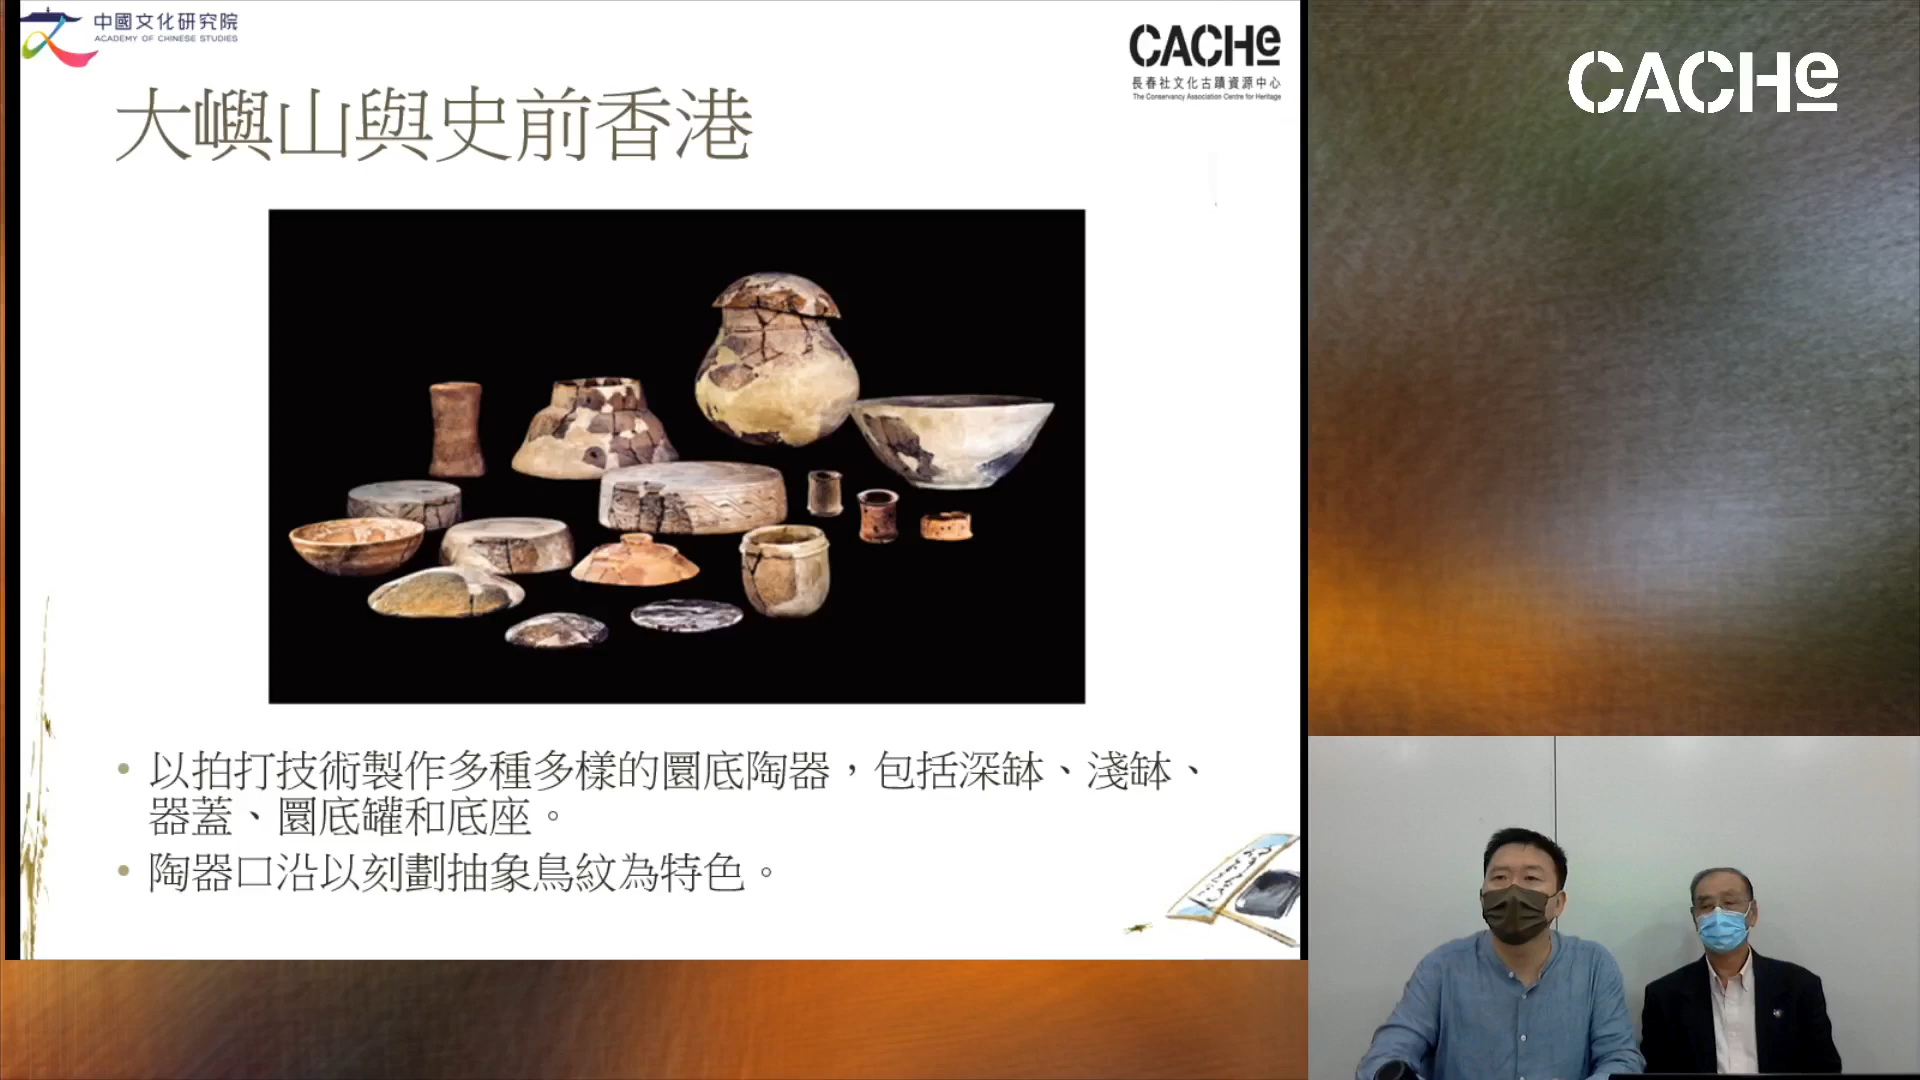 中國文化研究院
ACADEMY OF CHINESE STUDIES
CACHe
長春社文化古蹟資源中心
The Conservancy Association Centre for Heritage
CACHe
大嶼山與史前香港
• 以拍打技術製作多種多樣的圜底陶器，包括深缽、淺缽、
器蓋、圜底罐和底座。
• 陶器口沿以刻劃抽象鳥紋為特色。